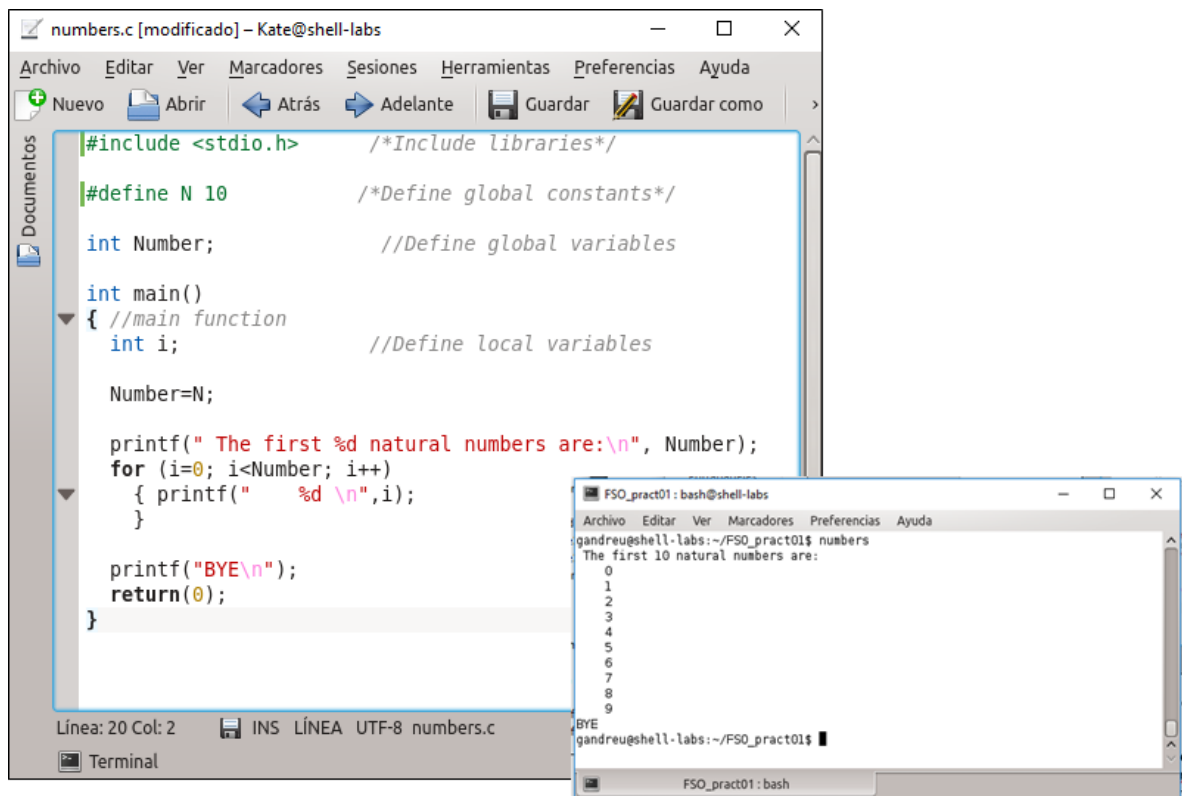 numbers.c [modificado] – Kate@shell-labs
Archivo Editar Ver Marcadores Sesiones Herramientas Preferencias Ayuda
Nuevo Abrir Atrás Adelante Guardar Guardar como
Documentos
#include <stdio.h> /*Include libraries*/
#define N 10 /*Define global constants*/
int Number; //Define global variables
int main()
{ //main function
int i; //Define local variables
Number=N;
printf(" The first %d natural numbers are:\n", Number);
for (i=0; i<Number; i++)
{ printf("    %d \n",i);
}
printf("BYE\n");
return(0);
}
Línea: 20 Col: 2 INS LÍNEA UTF-8 numbers.c
Terminal
FSO_pract01 : bash@shell-labs
Archivo Editar Ver Marcadores Preferencias Ayuda
gandreu@shell-labs:~/FSO_pract01$ numbers
The first 10 natural numbers are:
0
1
2
3
4
5
6
7
8
9
BYE
gandreu@shell-labs:~/FSO_pract01$
FSO_pract01 : bash